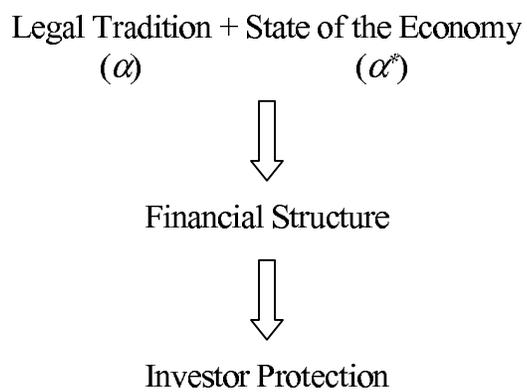 Legal Tradition + State of the Economy
(α) (α*)
Financial Structure
Investor Protection